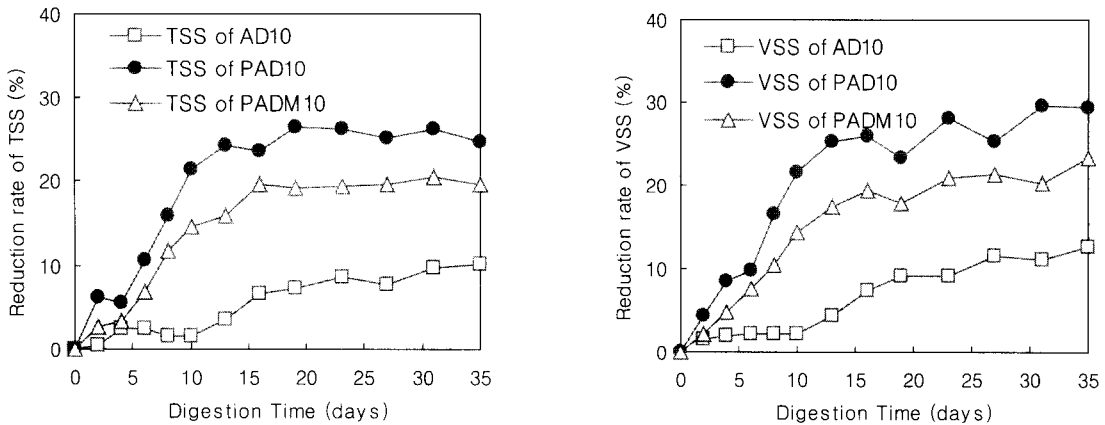 40
30
20
10
0
Reduction rate of TSS (%)
TSS of AD10
TSS of PAD10
TSS of PADM10
0 5 10 15 20 25 30 35
Digestion Time (days)
40
30
20
10
0
Reduction rate of VSS (%)
VSS of AD10
VSS of PAD10
VSS of PADM10
0 5 10 15 20 25 30 35
Digestion Time (days)